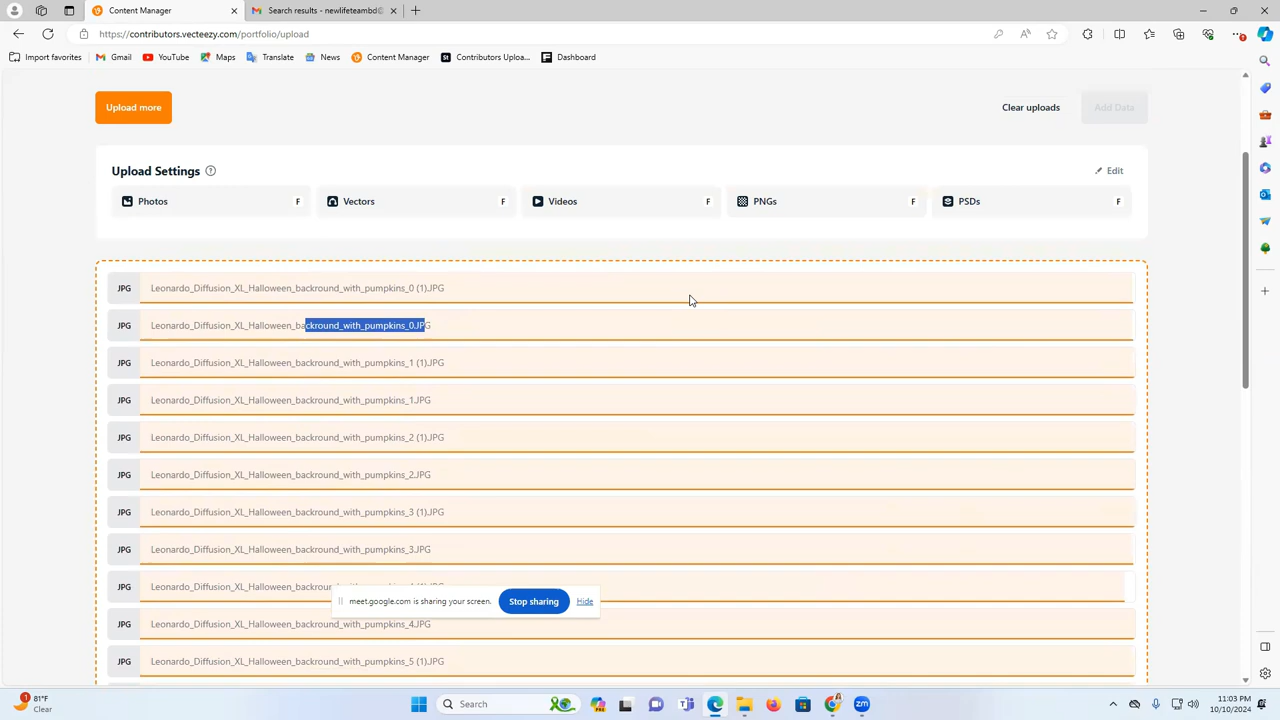 Content Manager
Search results - newlifeteambd@
https://contributors.vecteezy.com/portfolio/upload
Import favorites
Gmail
YouTube
Maps
Translate
News
Content Manager
Contributors Uploa...
Dashboard
Upload more
Clear uploads
Add Data
Upload Settings
Edit
Photos F
Vectors F
Videos F
PNGs F
PSDs F
JPG Leonardo_Diffusion_XL_Halloween_backround_with_pumpkins_0 (1).JPG
JPG Leonardo_Diffusion_XL_Halloween_backround_with_pumpkins_0.JPG
JPG Leonardo_Diffusion_XL_Halloween_backround_with_pumpkins_1 (1).JPG
JPG Leonardo_Diffusion_XL_Halloween_backround_with_pumpkins_1.JPG
JPG Leonardo_Diffusion_XL_Halloween_backround_with_pumpkins_2 (1).JPG
JPG Leonardo_Diffusion_XL_Halloween_backround_with_pumpkins_2.JPG
JPG Leonardo_Diffusion_XL_Halloween_backround_with_pumpkins_3 (1).JPG
JPG Leonardo_Diffusion_XL_Halloween_backround_with_pumpkins_3.JPG
JPG Leonardo_Diffusion_XL_Halloween_backround_with_pumpkins_4 (1).JPG
meet.google.com is sharing your screen. Stop sharing Hide
JPG Leonardo_Diffusion_XL_Halloween_backround_with_pumpkins_4.JPG
JPG Leonardo_Diffusion_XL_Halloween_backround_with_pumpkins_5 (1).JPG
81°F
Clear
Search
11:03 PM
10/10/2024